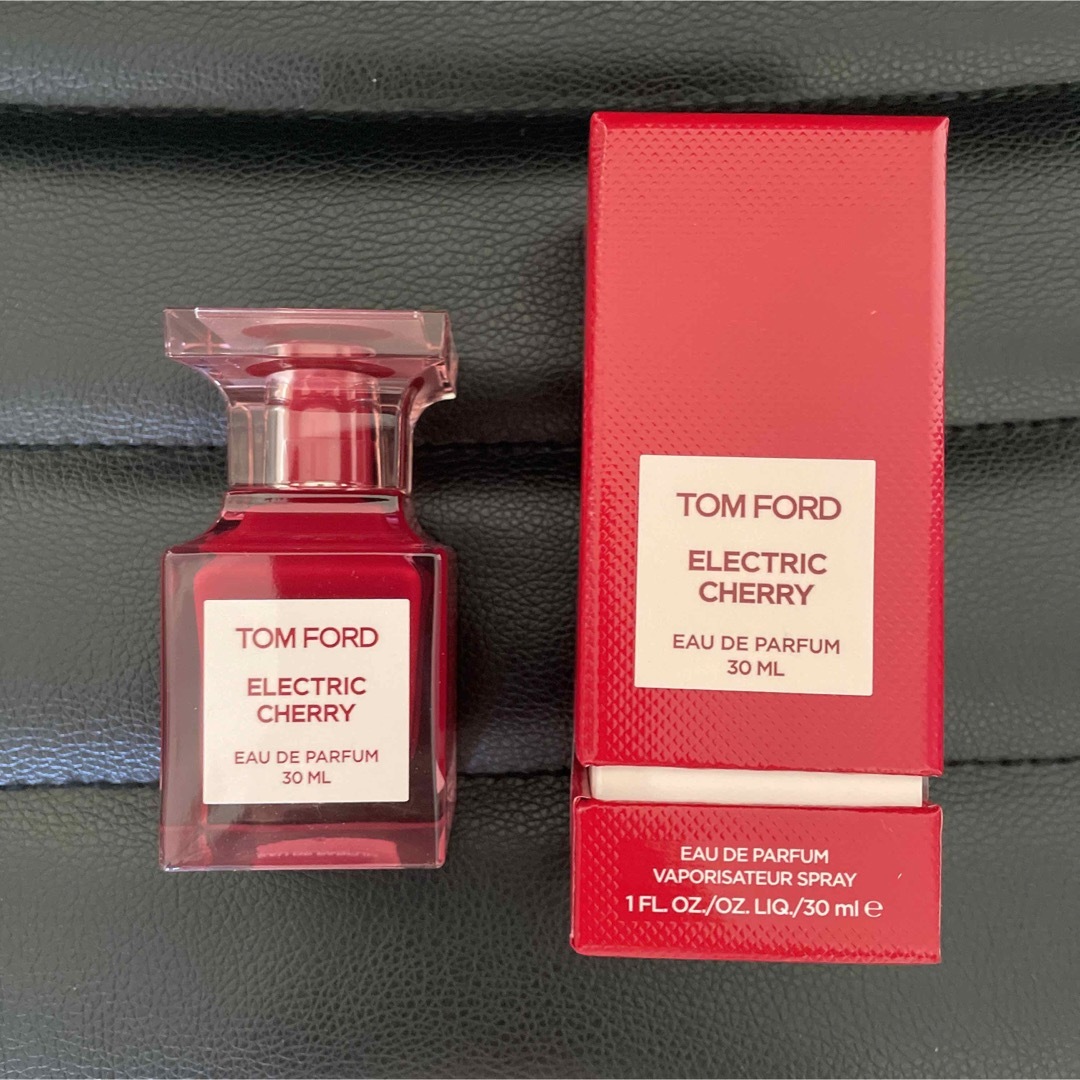 TOM FORD
ELECTRIC
CHERRY
EAU DE PARFUM
30 ML
TOM FORD
ELECTRIC
CHERRY
EAU DE PARFUM
30 ML
EAU DE PARFUM
VAPORISATEUR SPRAY
1 FL. OZ./OZ. LIQ./30 ml ℮